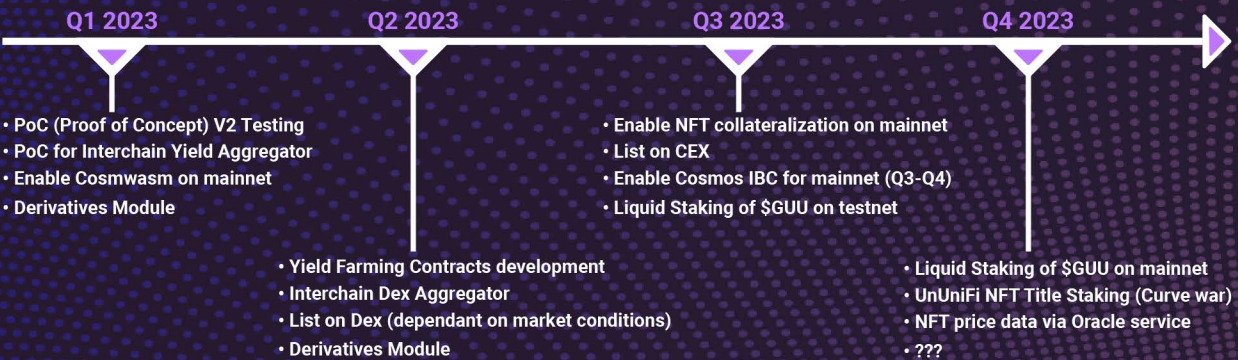 Q1 2023
Q2 2023
Q3 2023
Q4 2023
• PoC (Proof of Concept) V2 Testing
• PoC for Interchain Yield Aggregator
• Enable Cosmwasm on mainnet
• Derivatives Module
• Yield Farming Contracts development
• Interchain Dex Aggregator
• List on Dex (dependant on market conditions)
• Derivatives Module
• Enable NFT collateralization on mainnet
• List on CEX
• Enable Cosmos IBC for mainnet (Q3-Q4)
• Liquid Staking of $GUU on testnet
• Liquid Staking of $GUU on mainnet
• UnUniFi NFT Title Staking (Curve war)
• NFT price data via Oracle service
• ???